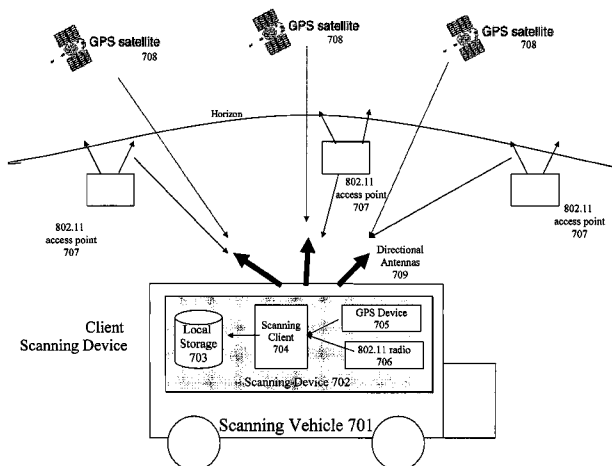 GPS satellite
708
GPS satellite
708
GPS satellite
708
Horizon
802.11
access point
707
802.11
access point
707
802.11
access point
707
Directional
Antennas
709
Client
Scanning Device
Local
Storage
703
Scanning
Client
704
GPS Device
705
802.11 radio
706
Scanning Device 702
Scanning Vehicle 701